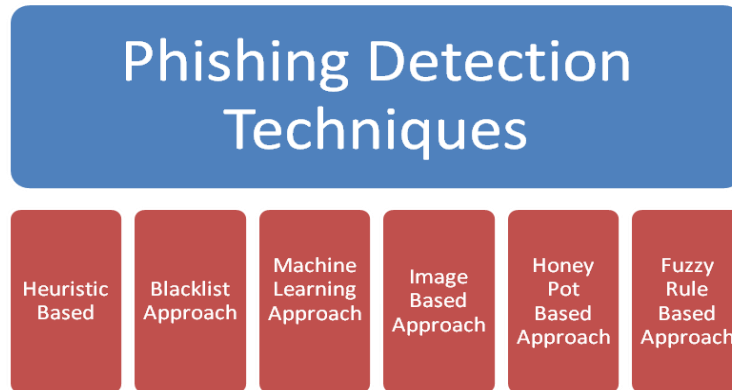 Phishing Detection
Techniques
Heuristic
Based
Blacklist
Approach
Machine
Learning
Approach
Image
Based
Approach
Honey
Pot
Based
Approach
Fuzzy
Rule
Based
Approach